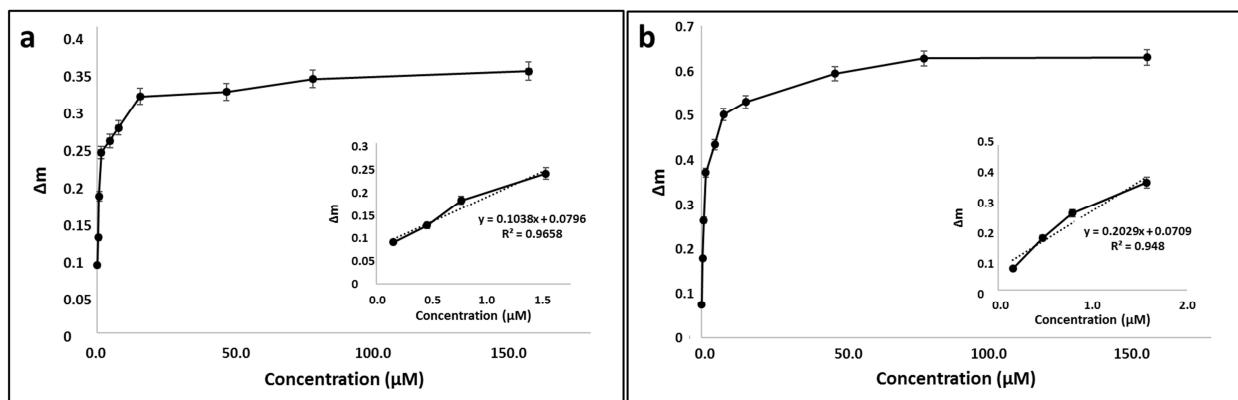 a
0.4
0.35
0.3
0.25
0.2
0.15
0.1
0.05
0
Δm
0.0 50.0 100.0 150.0
Concentration (µM)
0.3
0.25
0.2
0.15
0.1
0.05
0
Δm
y = 0.1038x + 0.0796
R² = 0.9658
0.0 0.5 1.0 1.5
Concentration (µM)
b
0.7
0.6
0.5
0.4
0.3
0.2
0.1
0
Δm
0.0 50.0 100.0 150.0
Concentration (µM)
0.5
0.4
0.3
0.2
0.1
0
Δm
y = 0.2029x + 0.0709
R² = 0.948
0.0 1.0 2.0
Concentration (µM)